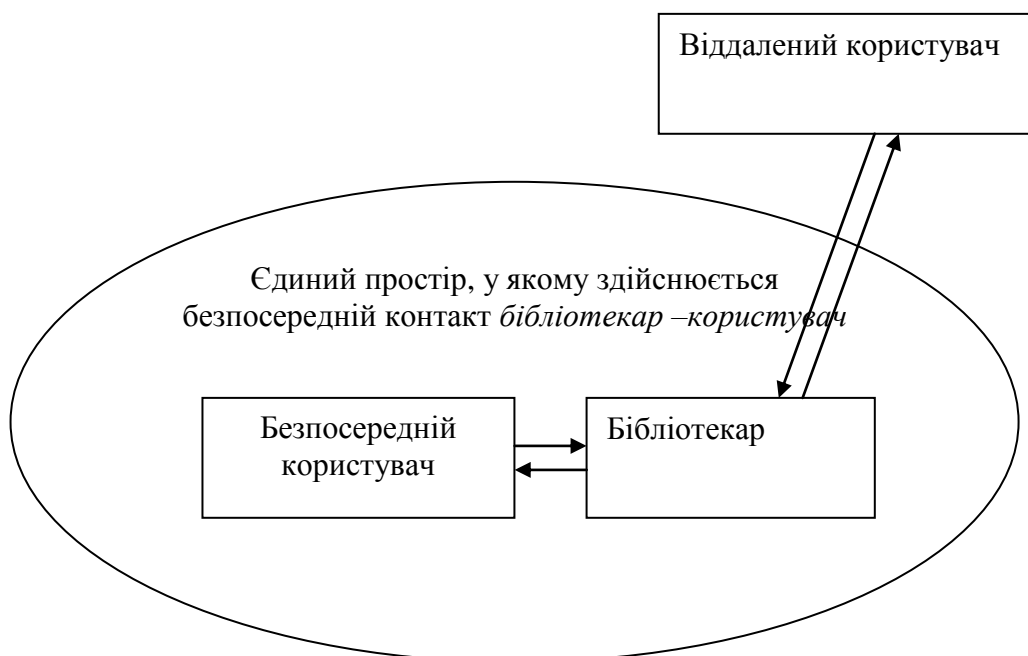 Віддалений користувач
Єдиний простір, у якому здійснюється
безпосередній контакт бібліотекар –користувач
Безпосередній
користувач
Бібліотекар